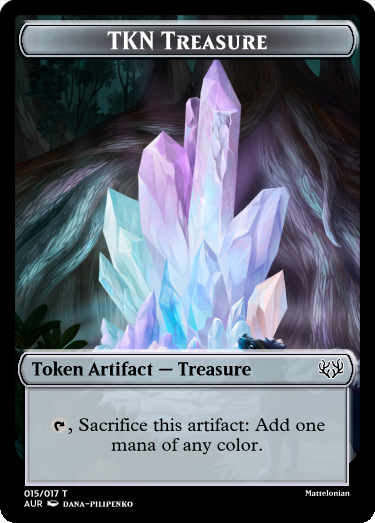 TKN Treasure
Token Artifact — Treasure
, Sacrifice this artifact: Add one
mana of any color.
015/017 T
Mattelonian
AUR DANA-PILIPENKO